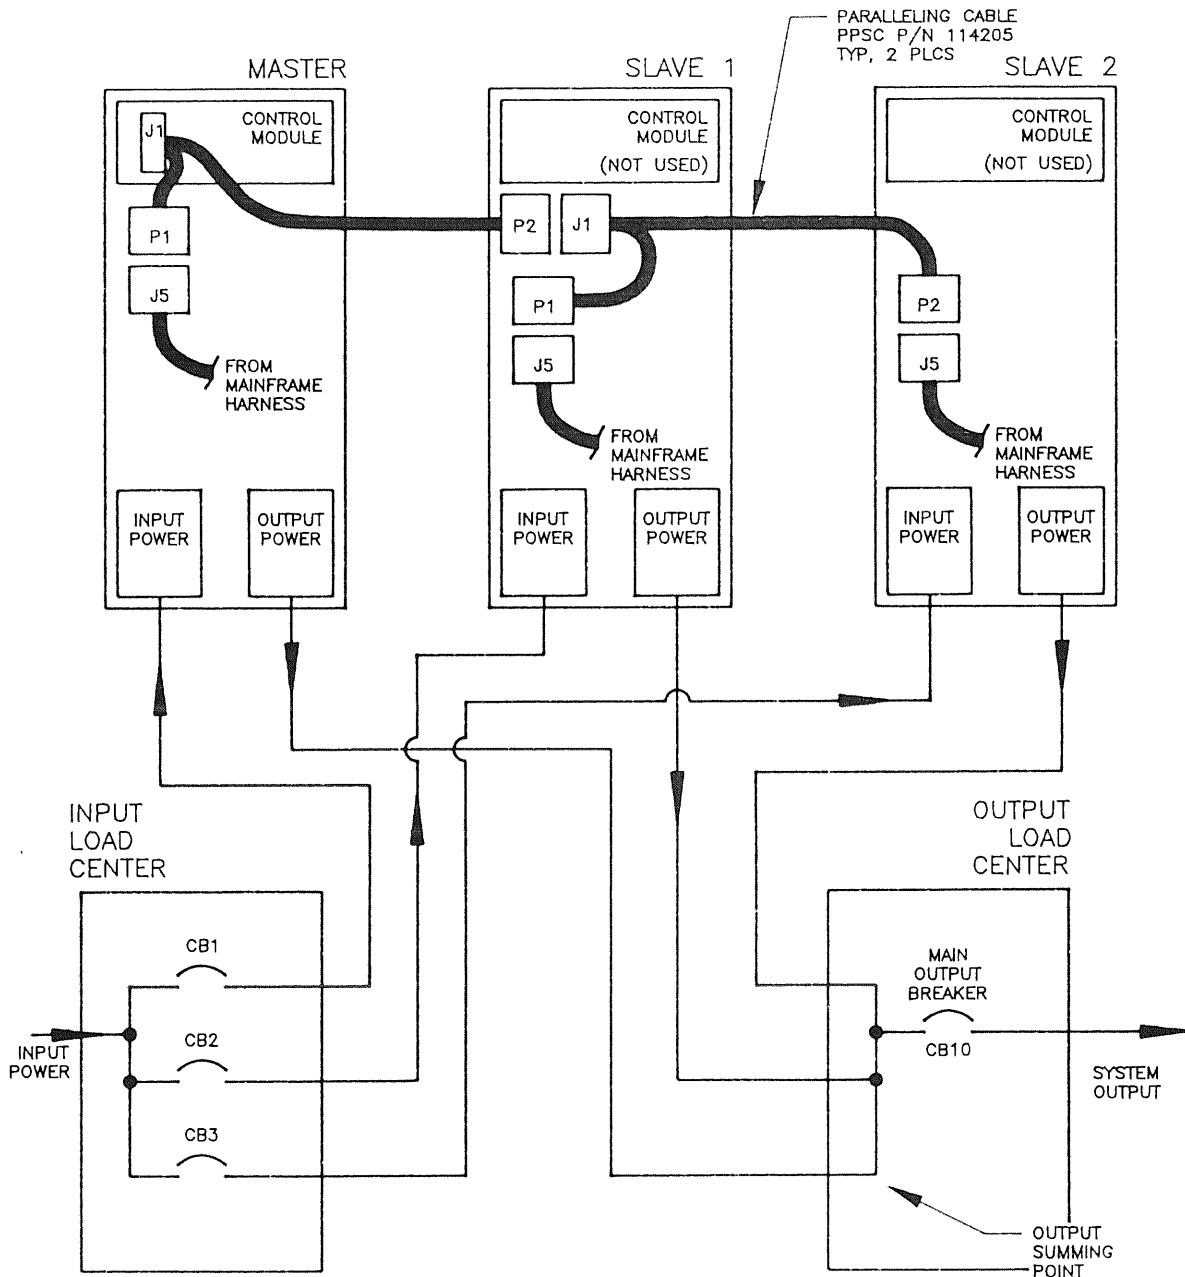 PARALLELING CABLE
PPSC P/N 114205
TYP, 2 PLCS
MASTER
SLAVE 1
SLAVE 2
J1
CONTROL
MODULE
CONTROL
MODULE
(NOT USED)
CONTROL
MODULE
(NOT USED)
P1
P2
J1
J5
P1
P2
J5
J5
FROM
MAINFRAME
HARNESS
FROM
MAINFRAME
HARNESS
FROM
MAINFRAME
HARNESS
INPUT
POWER
OUTPUT
POWER
INPUT
POWER
OUTPUT
POWER
INPUT
POWER
OUTPUT
POWER
INPUT
LOAD
CENTER
OUTPUT
LOAD
CENTER
CB1
CB2
CB3
INPUT
POWER
MAIN
OUTPUT
BREAKER
CB10
SYSTEM
OUTPUT
OUTPUT
SUMMING
POINT